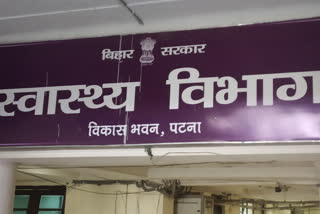 बिहार सरकार
स्वास्थ्य विभाग
विकास भवन, पटना